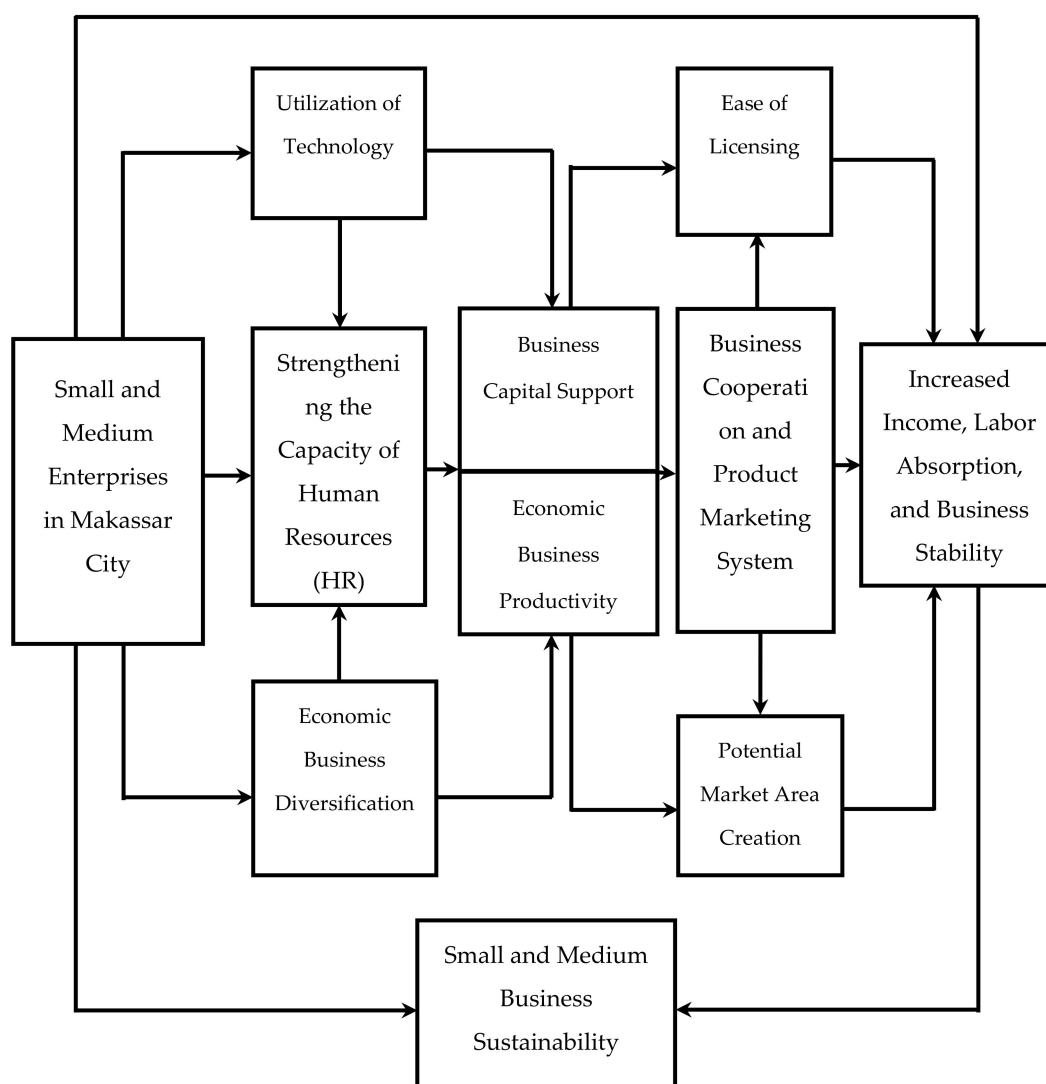 Utilization of
Technology
Ease of
Licensing
Small and
Medium
Enterprises
in Makassar
City
Strengtheni
ng the
Capacity of
Human
Resources
(HR)
Business
Capital Support
Economic
Business
Productivity
Business
Cooperati
on and
Product
Marketing
System
Increased
Income, Labor
Absorption,
and Business
Stability
Economic
Business
Diversification
Potential
Market Area
Creation
Small and Medium
Business
Sustainability